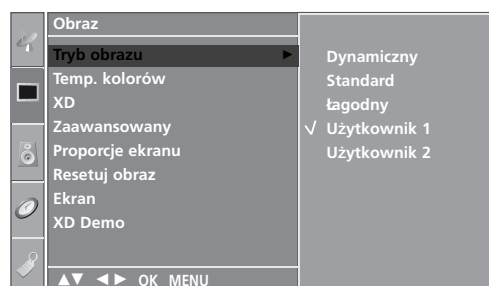 Obraz
Tryb obrazu ►
Temp. kolorów
XD
Zaawansowany
Proporcje ekranu
Resetuj obraz
Ekran
XD Demo
▲▼ ◄► OK MENU
Dynamiczny
Standard
Łagodny
√ Użytkownik 1
Użytkownik 2